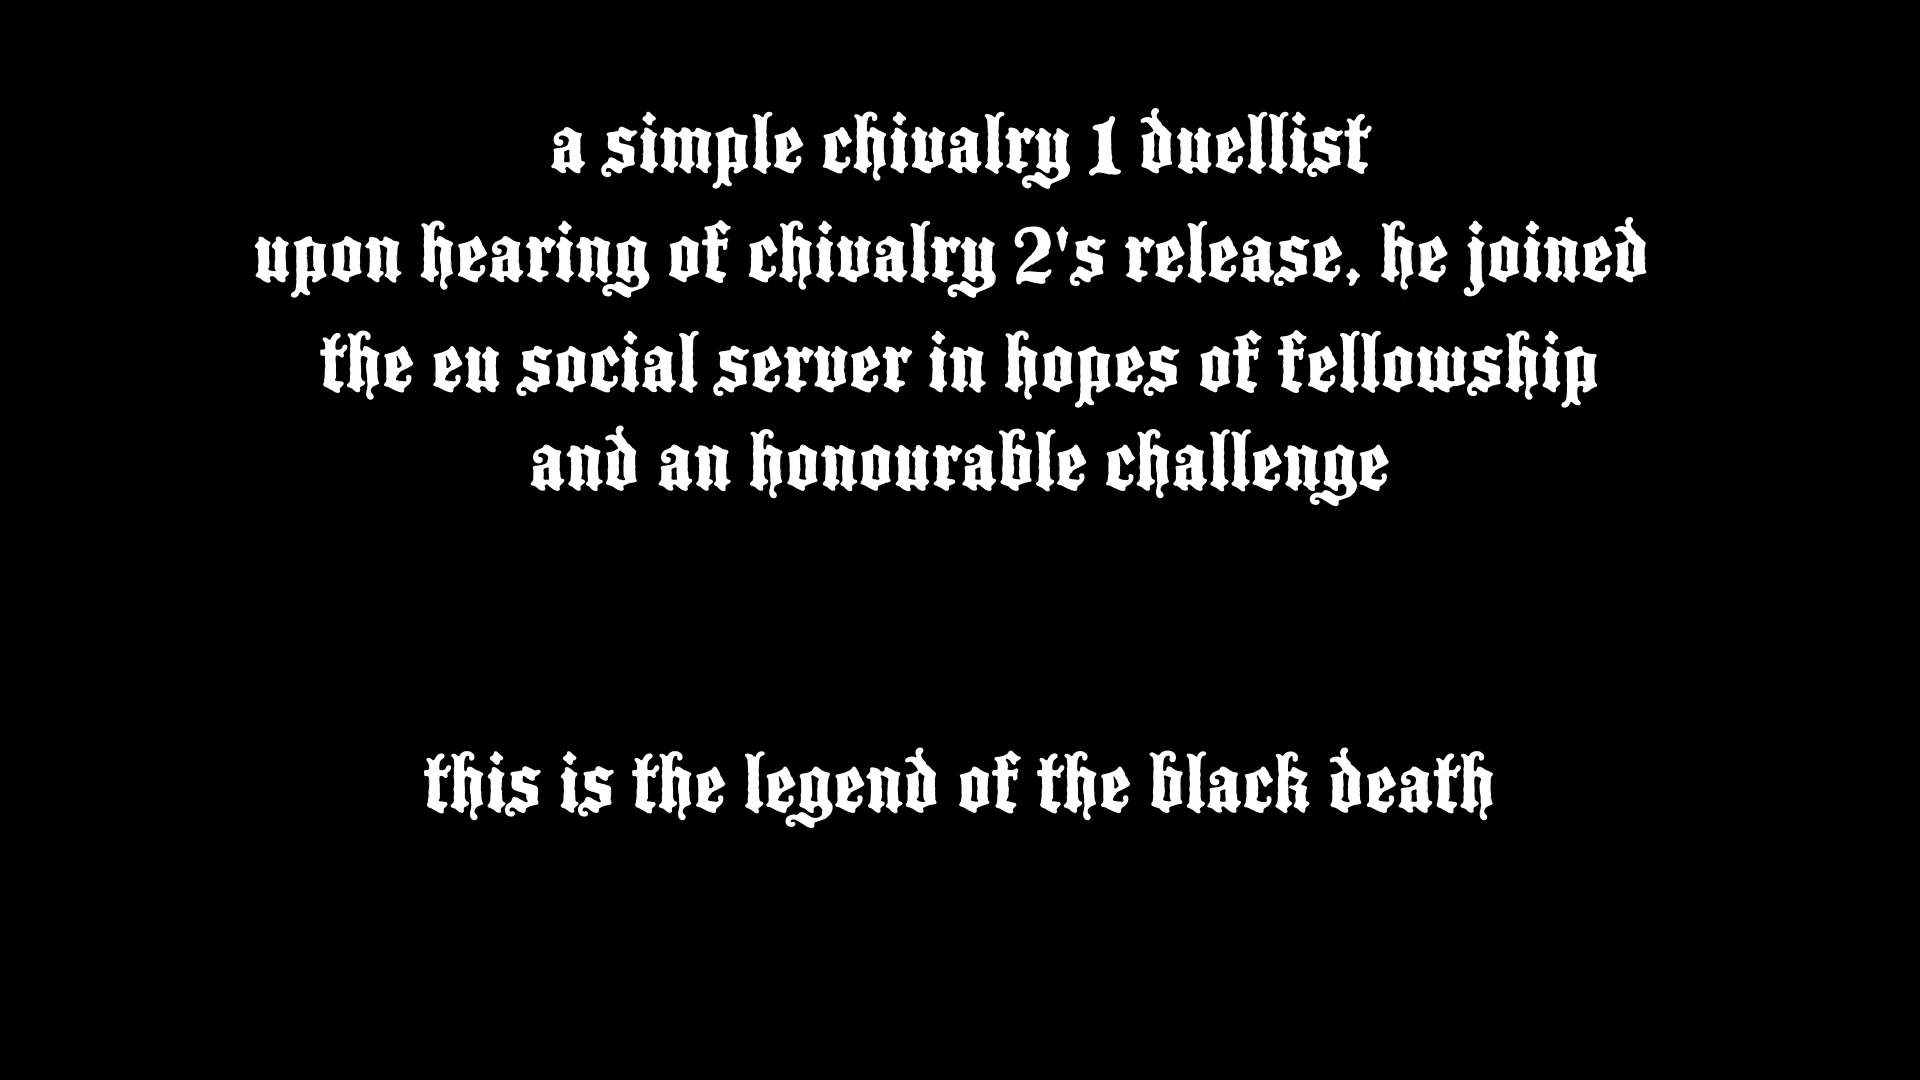 a simple chivalry 1 duellist
upon hearing of chivalry 2's release, he joined
the eu social server in hopes of fellowship
and an honourable challenge
this is the legend of the black death